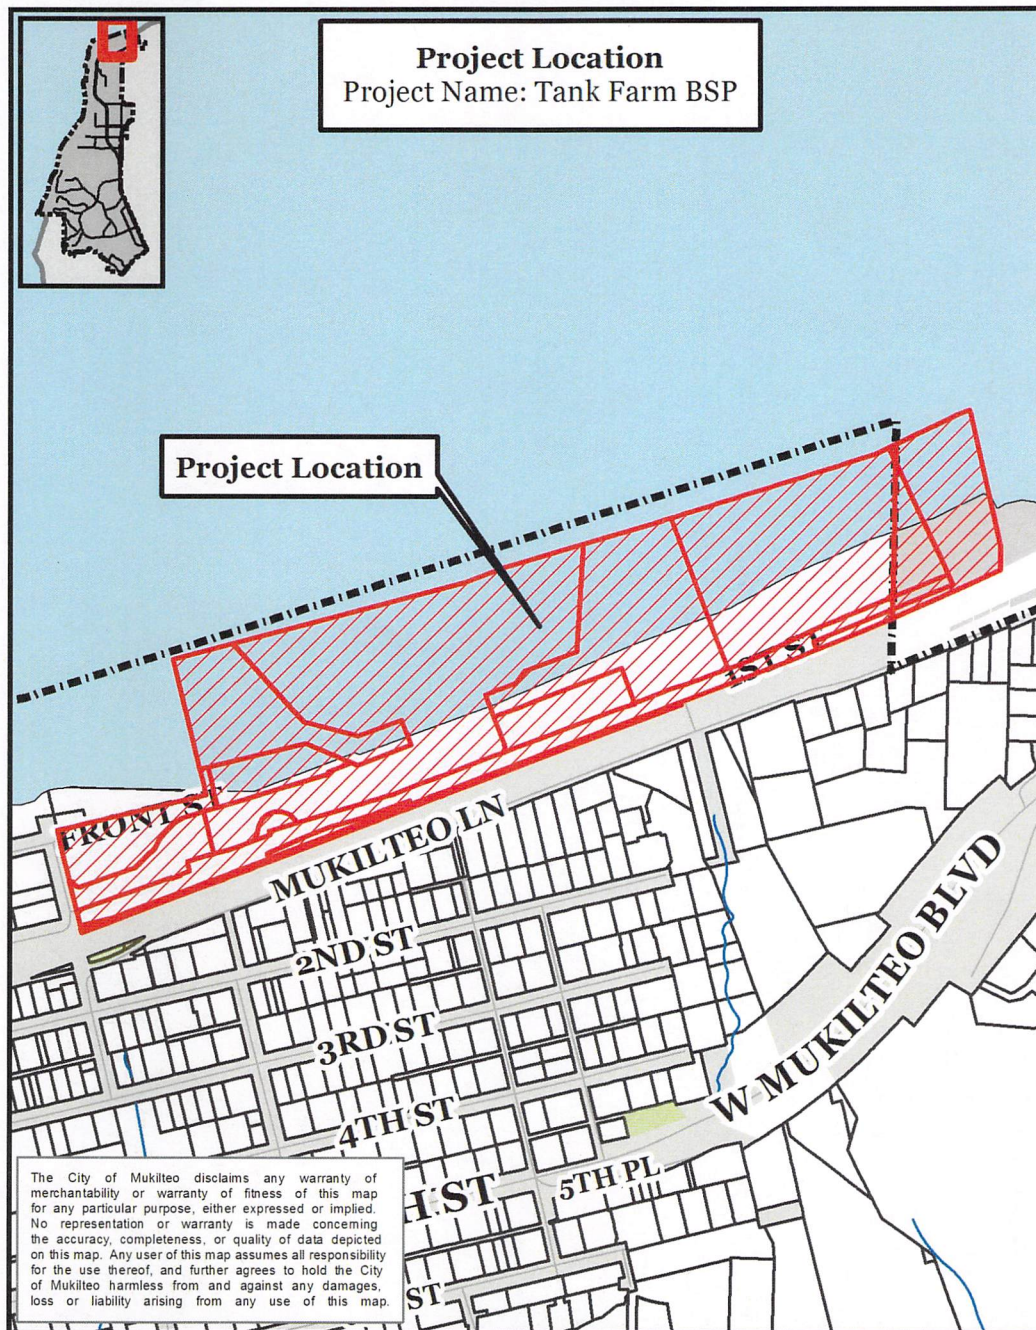 Project Location
Project Name: Tank Farm BSP
Project Location
1ST ST
FRONT ST
MUKILTEO LN
2ND ST
3RD ST
4TH ST
W MUKILTEO BLVD
5TH PL
H ST
ST
The City of Mukilteo disclaims any warranty of
merchantability or warranty of fitness of this map
for any particular purpose, either expressed or implied.
No representation or warranty is made concerning
the accuracy, completeness, or quality of data depicted
on this map. Any user of this map assumes all responsibility
for the use thereof, and further agrees to hold the City
of Mukilteo harmless from and against any damages,
loss or liability arising from any use of this map.